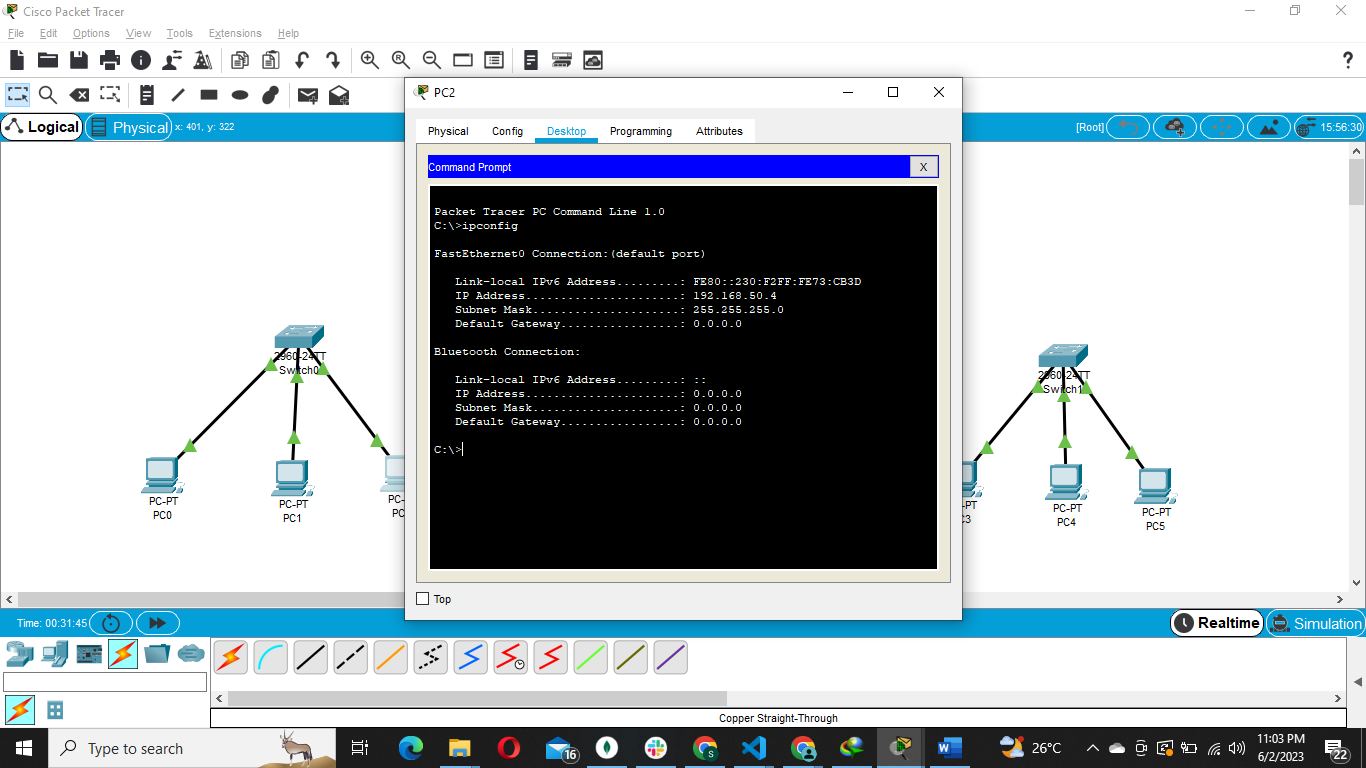 Cisco Packet Tracer
File Edit Options View Tools Extensions Help
?
Logical
Physical
x: 401, y: 322
[Root]
15:56:30
2960-24TT
Switch0
PC-PT
PC0
PC-PT
PC1
PC-
PC
2960-24TT
Switch1
-PT
C3
PC-PT
PC4
PC-PT
PC5
PC2
Physical Config Desktop Programming Attributes
Command Prompt
X
Packet Tracer PC Command Line 1.0
C:\>ipconfig
FastEthernet0 Connection:(default port)
Link-local IPv6 Address.........: FE80::230:F2FF:FE73:CB3D
IP Address......................: 192.168.50.4
Subnet Mask.....................: 255.255.255.0
Default Gateway.................: 0.0.0.0
Bluetooth Connection:
Link-local IPv6 Address.........: ::
IP Address......................: 0.0.0.0
Subnet Mask.....................: 0.0.0.0
Default Gateway.................: 0.0.0.0
C:\>
Top
Time: 00:31:45
Realtime
Simulation
Copper Straight-Through
Type to search
16
26°C
11:03 PM
6/2/2023
22